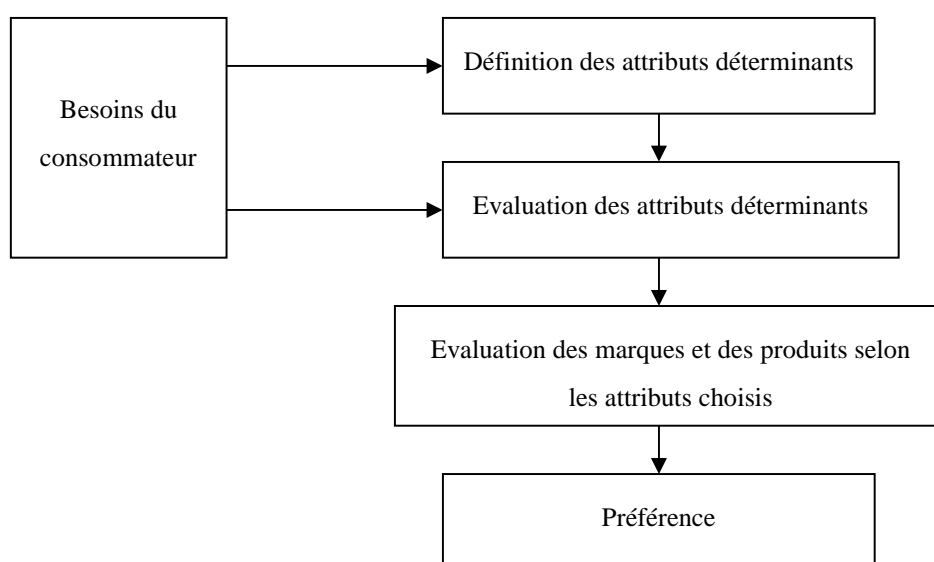 Besoins du
consommateur
Définition des attributs déterminants
Evaluation des attributs déterminants
Evaluation des marques et des produits selon
les attributs choisis
Préférence